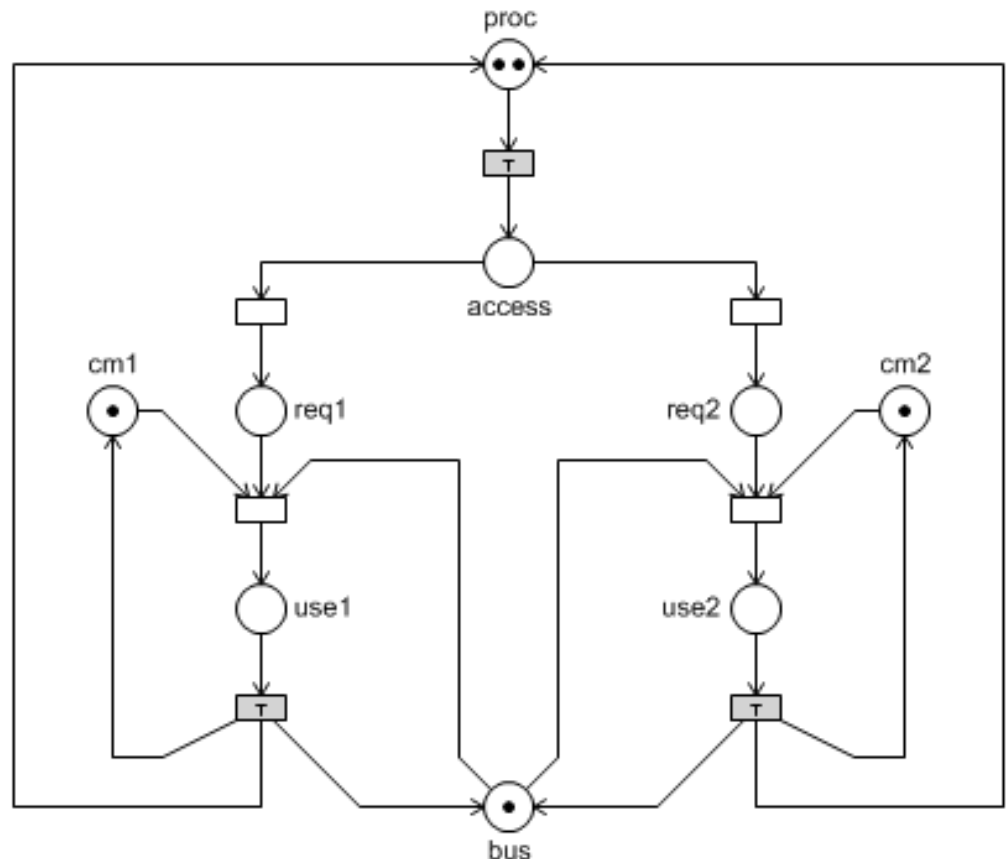 proc
T
access
cm1
cm2
req1
req2
use1
use2
T
T
bus